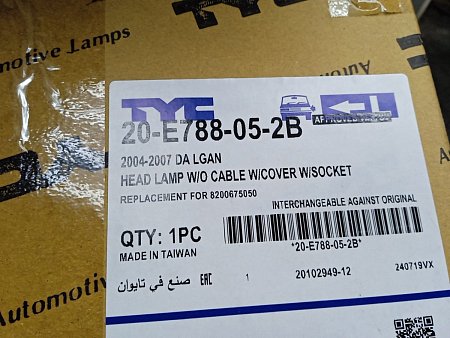 TYC
Automotive Lamps
TYC
20-E788-05-2B
2004-2007 DA LGAN
HEAD LAMP W/O CABLE W/COVER W/SOCKET
REPLACEMENT FOR 8200675050
INTERCHANGEABLE AGAINST ORIGINAL
QTY: 1PC
*20-E788-05-2B*
MADE IN TAIWAN
صنع في تايوان
EAC
1
20102949-12
240719VX
Automotiv